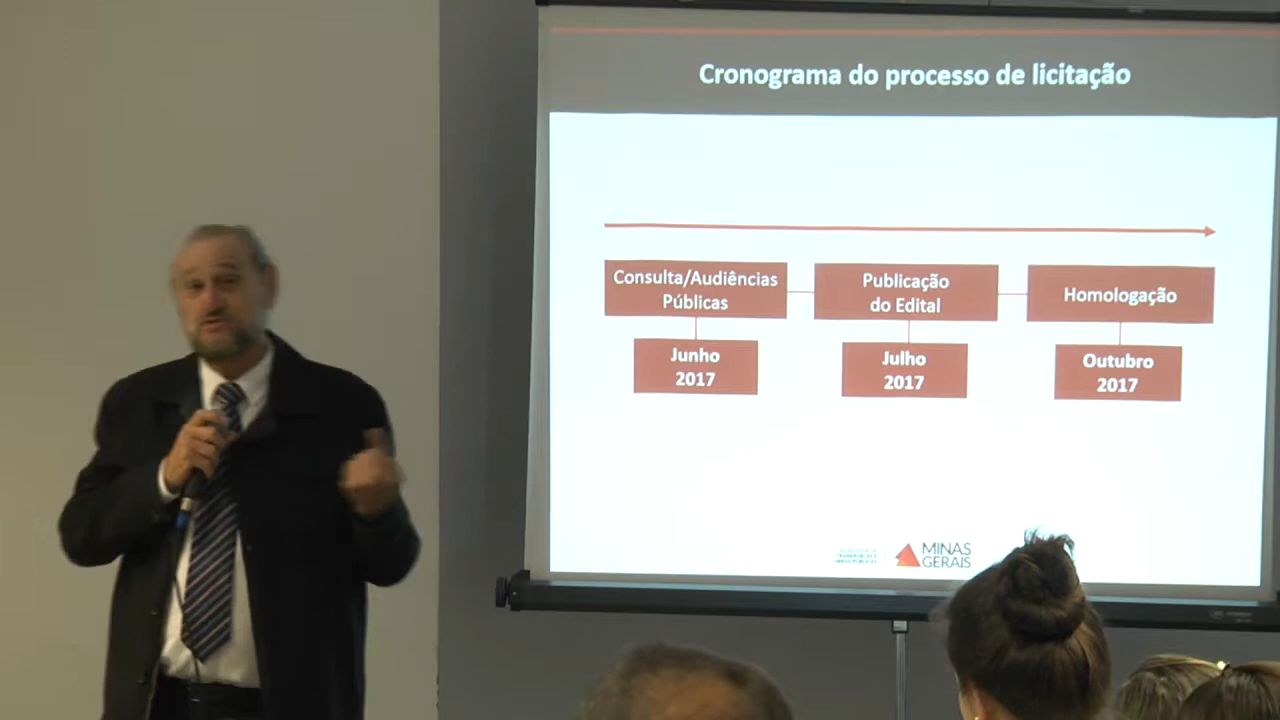 Cronograma do processo de licitação
Consulta/Audiências
Públicas
Publicação
do Edital
Homologação
Junho
2017
Julho
2017
Outubro
2017
MINAS
GERAIS